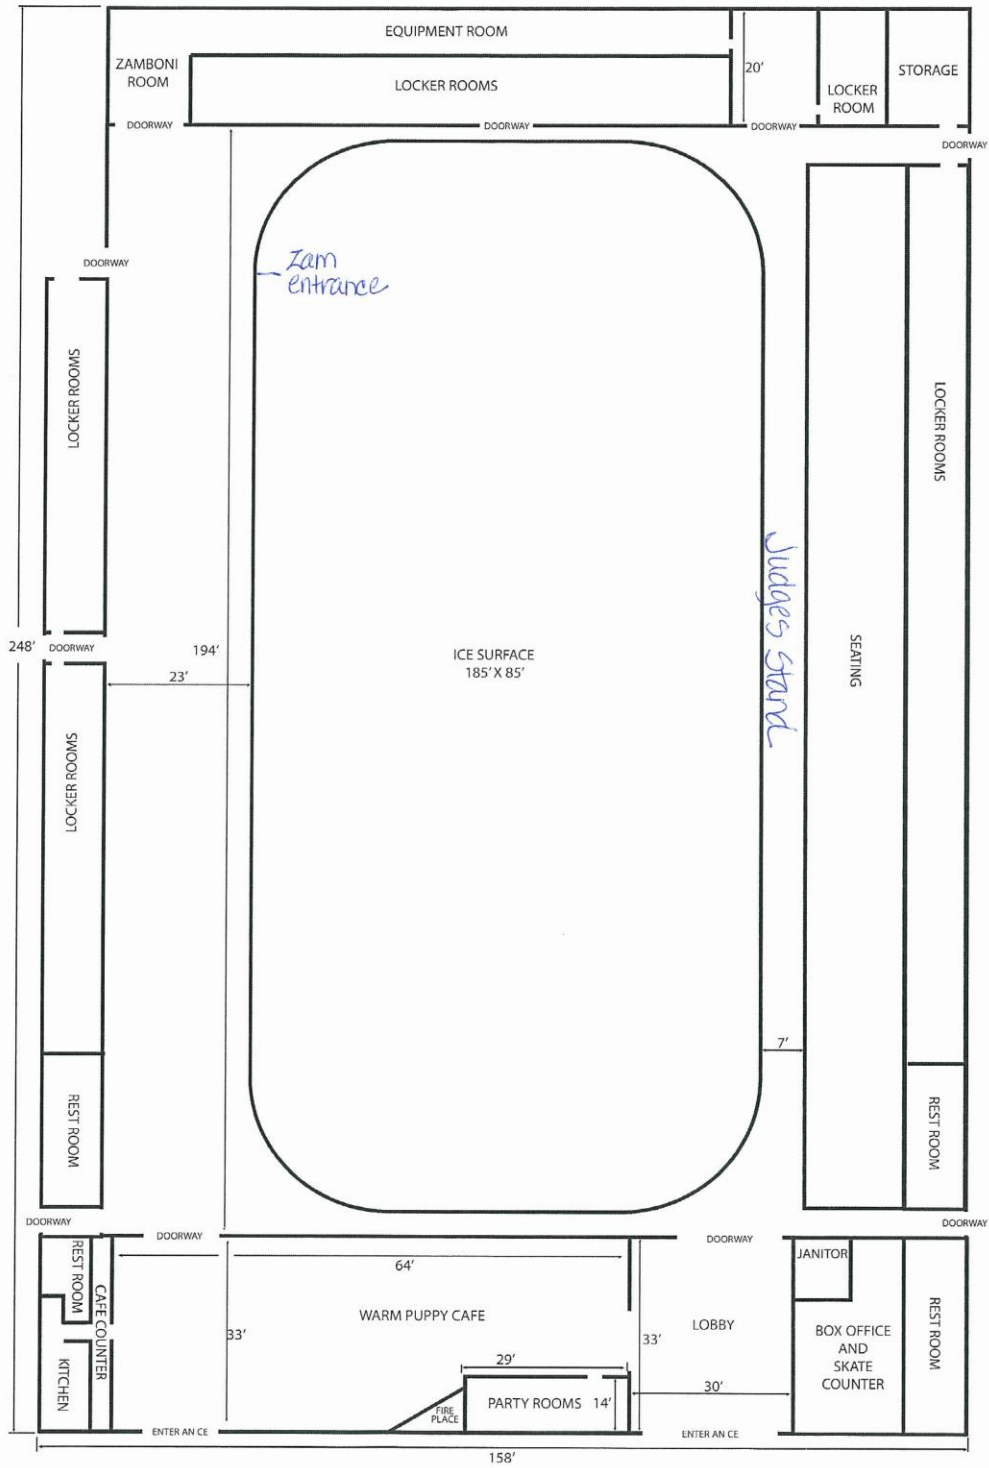 EQUIPMENT ROOM
ZAMBONI
ROOM
LOCKER ROOMS
20'
LOCKER
ROOM
STORAGE
DOORWAY
DOORWAY
DOORWAY
DOORWAY
DOORWAY
Zam
entrance
LOCKER ROOMS
LOCKER ROOMS
Judges Stand
248'
DOORWAY
194'
23'
ICE SURFACE
185' X 85'
SEATING
LOCKER ROOMS
7'
REST ROOM
REST ROOM
DOORWAY
DOORWAY
DOORWAY
DOORWAY
REST ROOM
CAFE COUNTER
64'
JANITOR
WARM PUPPY CAFE
33'
33'
LOBBY
BOX OFFICE
AND
SKATE
COUNTER
REST ROOM
KITCHEN
29'
30'
FIRE
PLACE
PARTY ROOMS
14'
ENTER AN CE
ENTER AN CE
158'